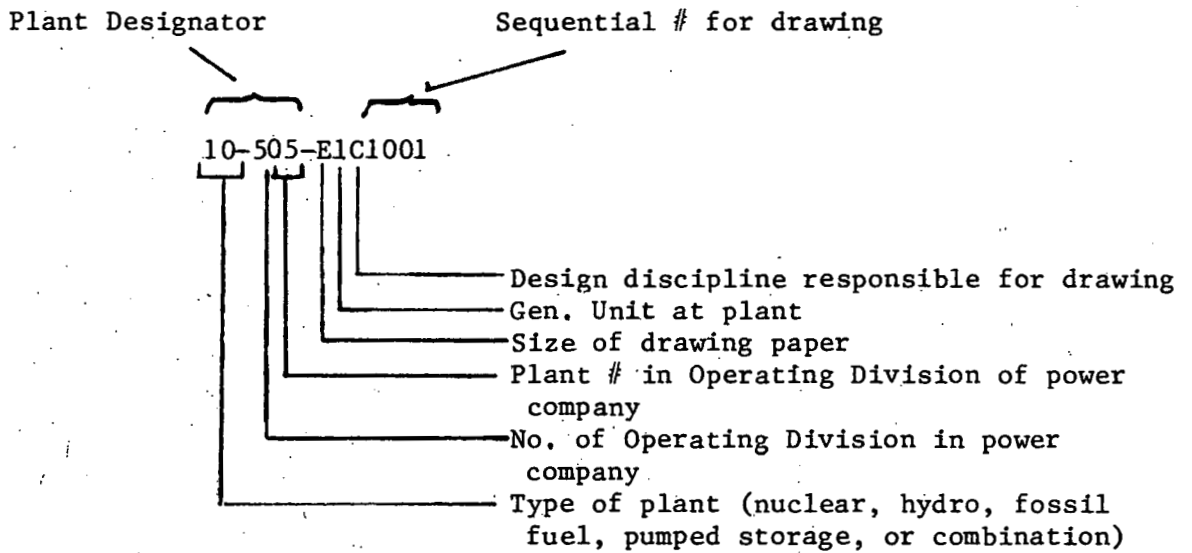 Plant Designator
Sequential # for drawing
10-505-E1C1001
Design discipline responsible for drawing
Gen. Unit at plant
Size of drawing paper
Plant # in Operating Division of power
company
No. of Operating Division in power
company
Type of plant (nuclear, hydro, fossil
fuel, pumped storage, or combination)